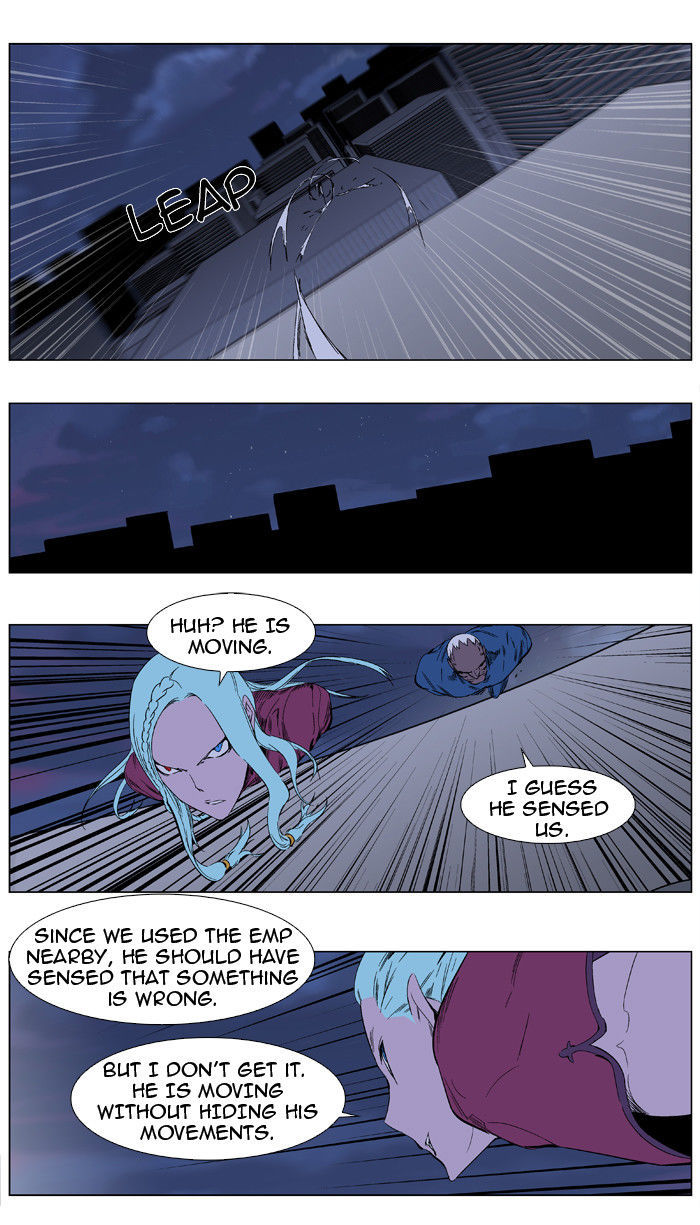 LEAP
HUH? HE IS
MOVING.
I GUESS
HE SENSED
US.
SINCE WE USED THE EMP
NEARBY, HE SHOULD HAVE
SENSED THAT SOMETHING
IS WRONG.
BUT I DON'T GET IT.
HE IS MOVING
WITHOUT HIDING HIS
MOVEMENTS.